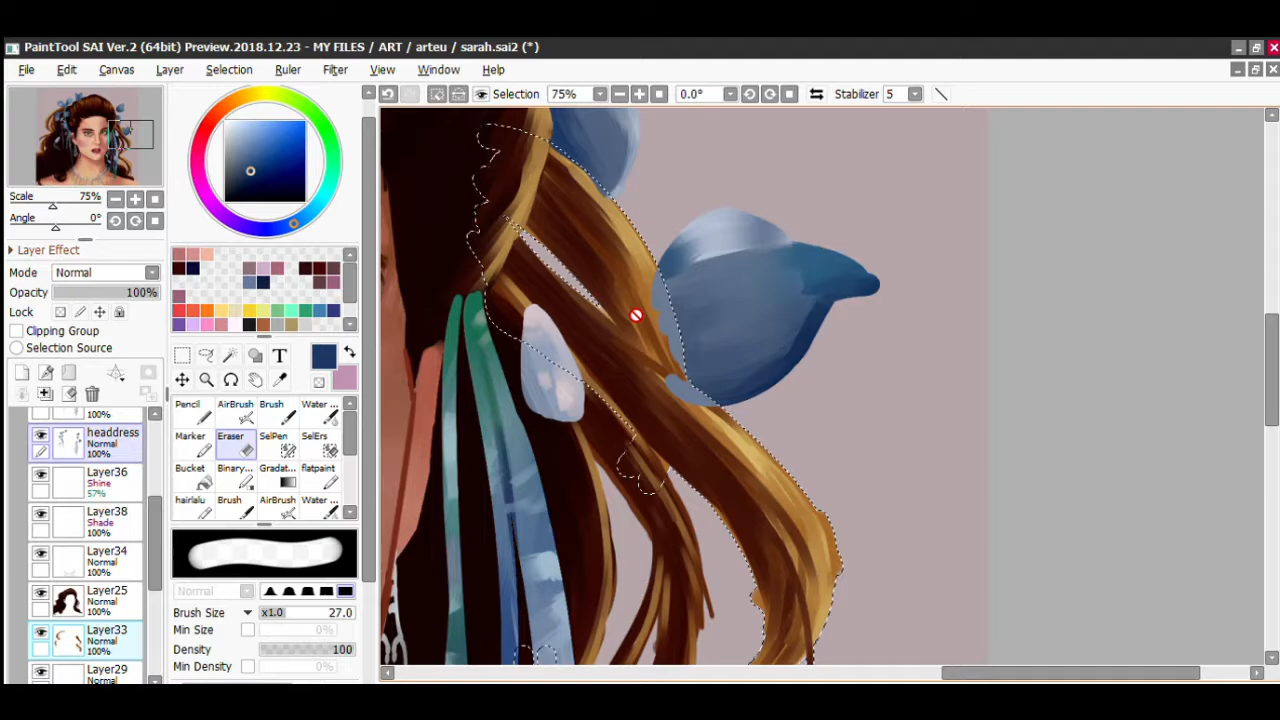 PaintTool SAI Ver.2 (64bit) Preview.2018.12.23 - MY FILES / ART / arteu / sarah.sai2 (*)
File Edit Canvas Layer Selection Ruler Filter View Window Help
Selection 75% 0.0° Stabilizer 5
Scale 75%
Angle 0°
Layer Effect
Mode Normal
Opacity 100%
Lock
Clipping Group
Selection Source
T
Pencil AirBrush Brush Water ...
Marker Eraser SelPen SelErs
Bucket Binary... Gradat... flatpaint
hairlalu Brush AirBrush Water ...
Normal
Brush Size x1.0 27.0
Min Size 0%
Density 100
Min Density 0%
100%
headdress
Normal
100%
Layer36
Shine
57%
Layer38
Shade
100%
Layer34
Normal
100%
Layer25
Normal
100%
Layer33
Normal
100%
Layer29
Normal